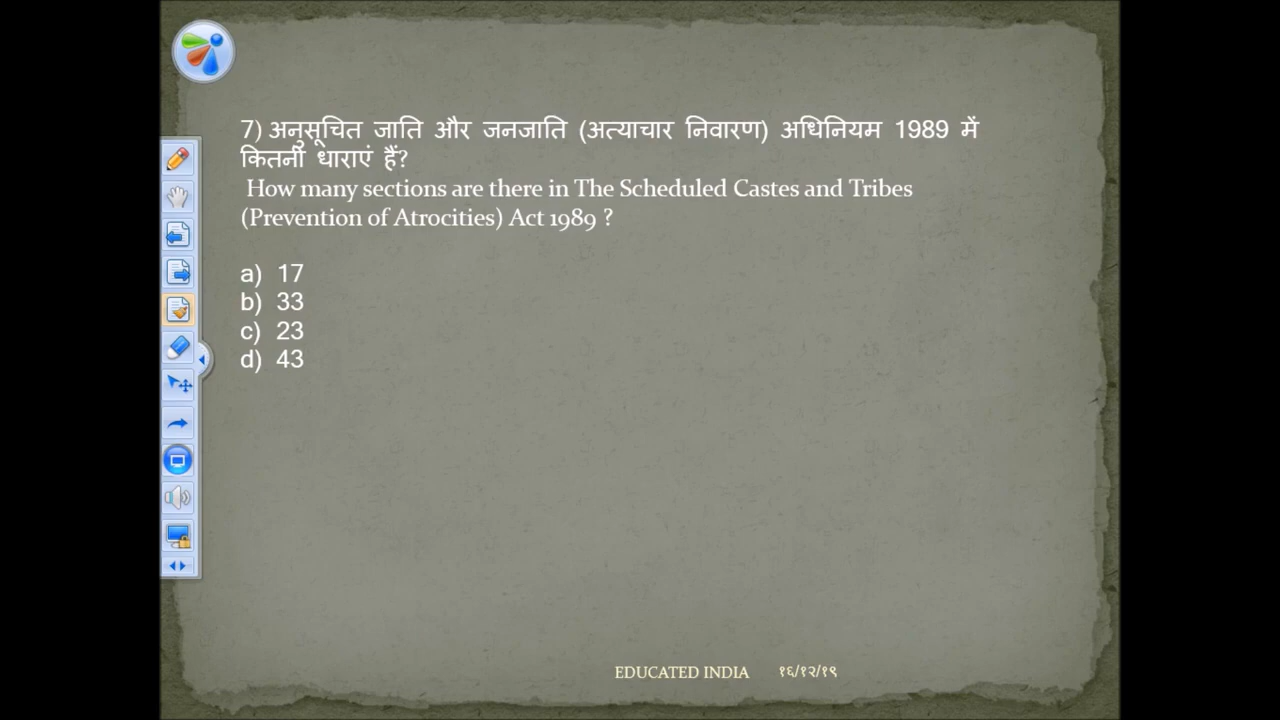 7) अनुसूचित जाति और जनजाति (अत्याचार निवारण) अधिनियम 1989 में
कितनी धाराएं हैं?
How many sections are there in The Scheduled Castes and Tribes
(Prevention of Atrocities) Act 1989 ?
a) 17
b) 33
c) 23
d) 43
EDUCATED INDIA १६/१२/१९